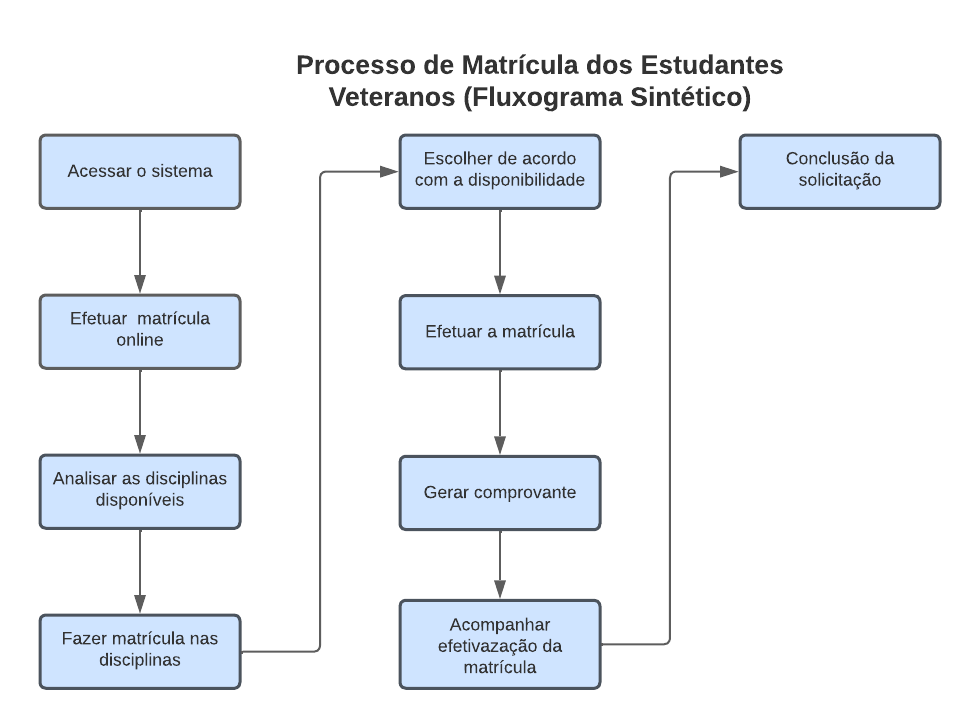 Processo de Matrícula dos Estudantes
Veteranos (Fluxograma Sintético)
Acessar o sistema
Efetuar  matrícula
online
Analisar as disciplinas
disponíveis
Fazer matrícula nas
disciplinas
Escolher de acordo
com a disponibilidade
Efetuar a matrícula
Gerar comprovante
Acompanhar
efetivazação da
matrícula
Conclusão da
solicitação